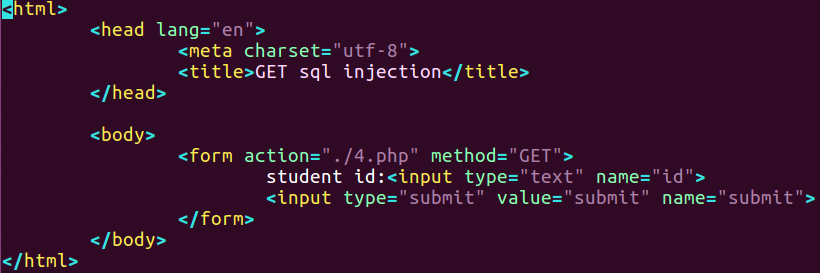 <html>
<head lang="en">
<meta charset="utf-8">
<title>GET sql injection</title>
</head>
<body>
<form action="./4.php" method="GET">
student id:<input type="text" name="id">
<input type="submit" value="submit" name="submit">
</form>
</body>
</html>